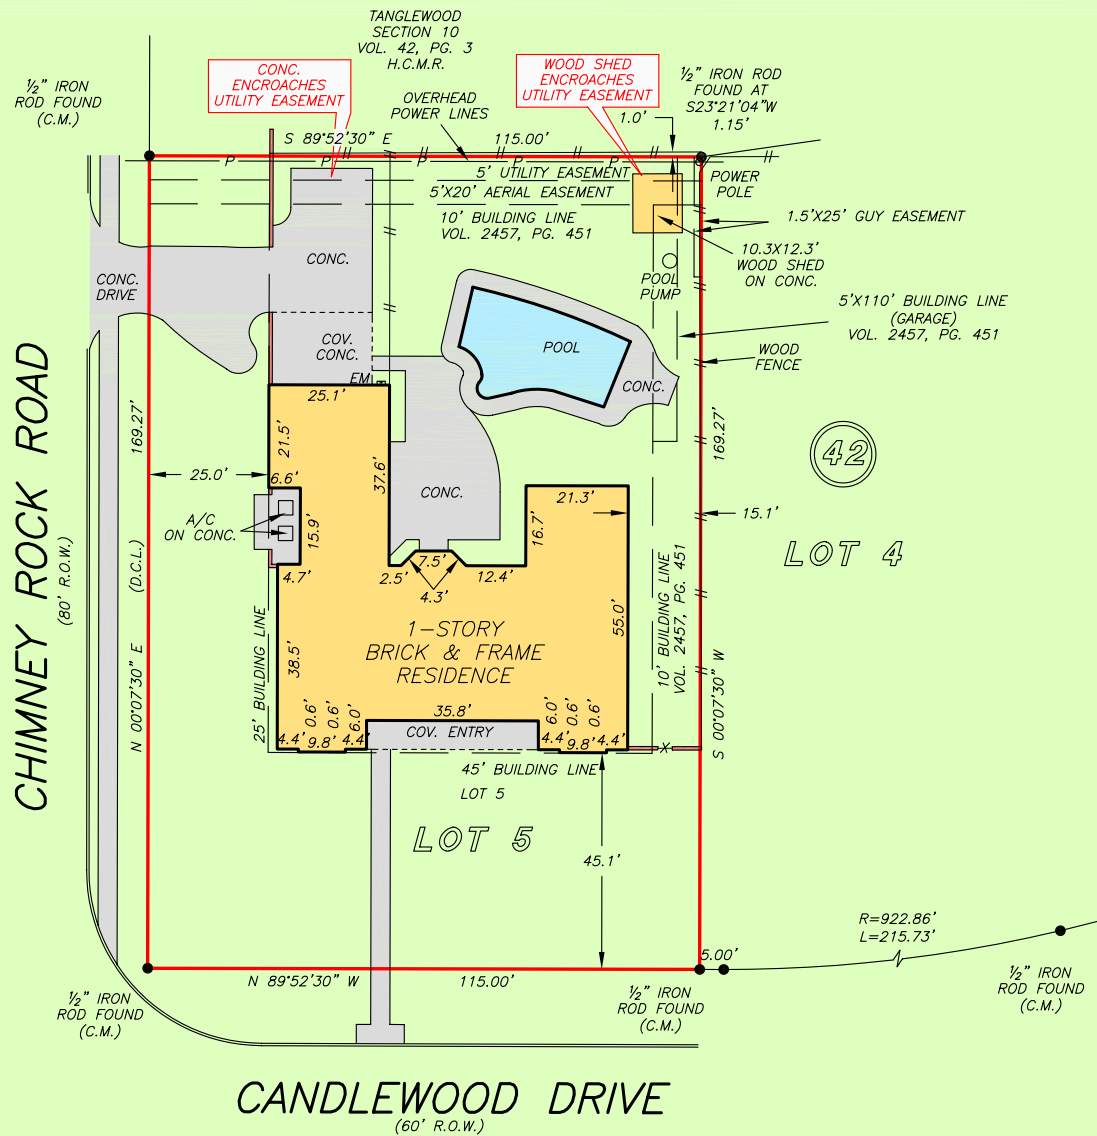 TANGLEWOOD
SECTION 10
VOL. 42, PG. 3
H.C.M.R.
½" IRON
ROD FOUND
(C.M.)
CONC.
ENCROACHES
UTILITY EASEMENT
OVERHEAD
POWER LINES
WOOD SHED
ENCROACHES
UTILITY EASEMENT
½" IRON ROD
FOUND AT
S23°21'04"W
1.15'
1.0'
S 89°52'30" E
115.00'
P
P
P
P
P
5' UTILITY EASEMENT
5'X20' AERIAL EASEMENT
10' BUILDING LINE
VOL. 2457, PG. 451
POWER
POLE
1.5'X25' GUY EASEMENT
10.3X12.3'
WOOD SHED
ON CONC.
CONC.
DRIVE
CONC.
POOL
PUMP
5'X110' BUILDING LINE
(GARAGE)
VOL. 2457, PG. 451
COV.
CONC.
POOL
WOOD
FENCE
EM
CONC.
25.1'
169.27'
21.5'
37.6'
169.27'
42
25.0'
6.6'
CONC.
21.3'
A/C
ON CONC.
15.9'
16.7'
15.1'
LOT 4
4.7'
2.5'
7.5'
12.4'
4.3'
CHIMNEY ROCK ROAD
(80' R.O.W.)
(D.C.L.)
N 00°07'30" E
25' BUILDING LINE
38.5'
1-STORY
BRICK & FRAME
RESIDENCE
55.0'
10' BUILDING LINE
VOL. 2457, PG. 451
S 00°07'30" W
0.6'
0.6'
6.0'
35.8'
6.0'
0.6'
0.6'
4.4'
9.8'
4.4'
COV. ENTRY
4.4'
9.8'
4.4'
X
45' BUILDING LINE
LOT 5
LOT 5
45.1'
R=922.86'
L=215.73'
5.00'
N 89°52'30" W
115.00'
½" IRON
ROD FOUND
(C.M.)
½" IRON
ROD FOUND
(C.M.)
½" IRON
ROD FOUND
(C.M.)
CANDLEWOOD DRIVE
(60' R.O.W.)